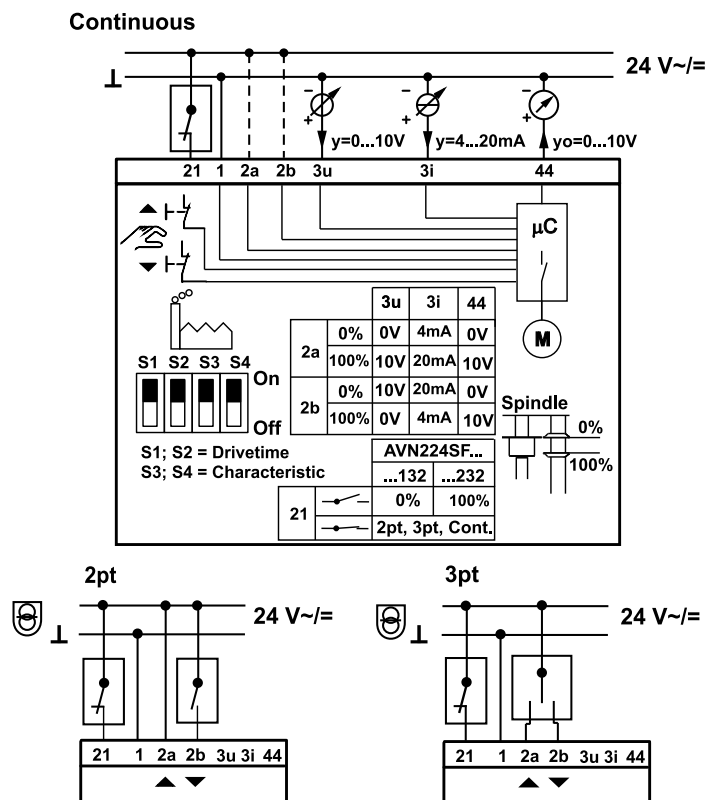 Continuous
24 V~/=
⊥
y=0...10V y=4...20mA yo=0...10V
21 1 2a 2b 3u 3i 44
µC
3u 3i 44
2a 0% 0V 4mA 0V
100% 10V 20mA 10V
2b 0% 10V 20mA 0V
100% 0V 4mA 10V
M
S1 S2 S3 S4
On
Off
S1; S2 = Drivetime
S3; S4 = Characteristic
Spindle
0%
100%
AVN224SF...
...132 ...232
21 0% 100%
2pt, 3pt, Cont.
2pt
24 V~/=
⊥
21 1 2a 2b 3u 3i 44
3pt
24 V~/=
⊥
21 1 2a 2b 3u 3i 44